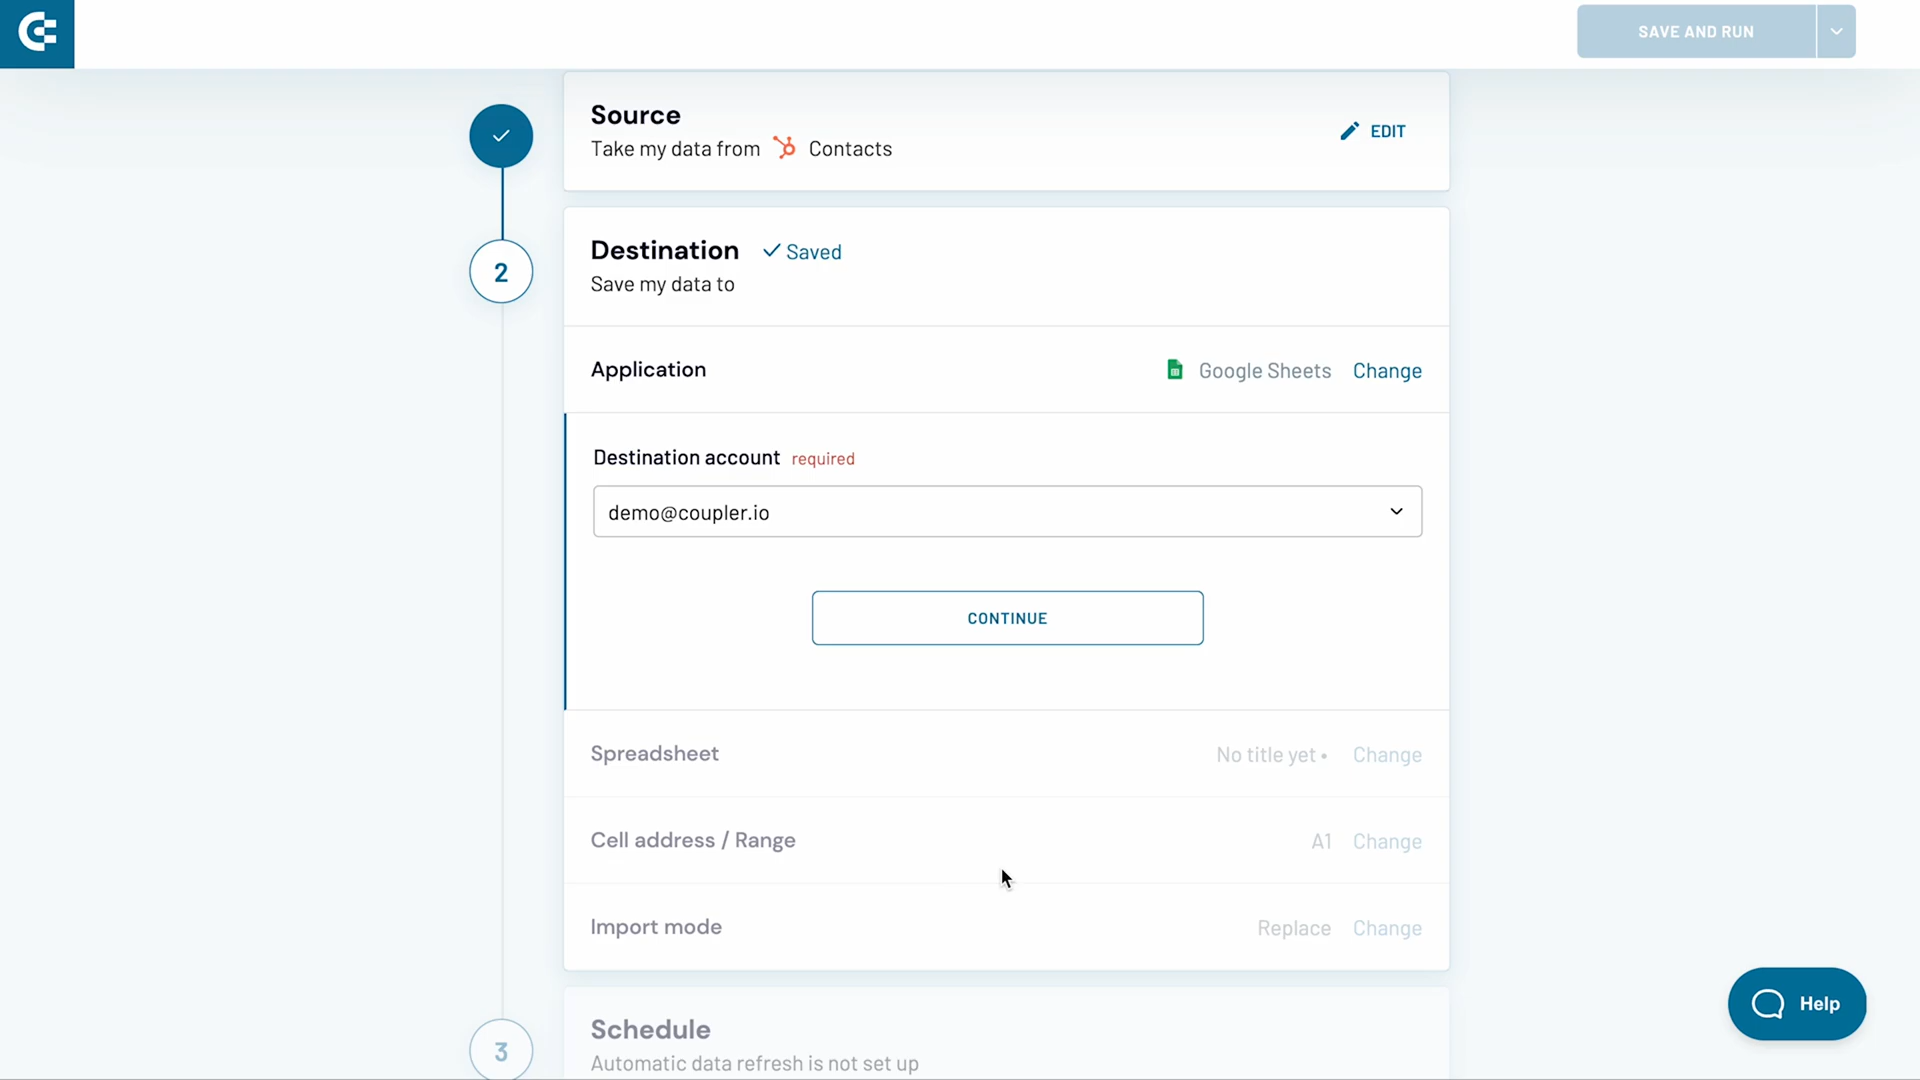 SAVE AND RUN
Source
Take my data from Contacts
EDIT
2
Destination Saved
Save my data to
Application
Google Sheets Change
Destination account required
demo@coupler.io
CONTINUE
Spreadsheet
No title yet • Change
Cell address / Range
A1 Change
Import mode
Replace Change
Help
3
Schedule
Automatic data refresh is not set up